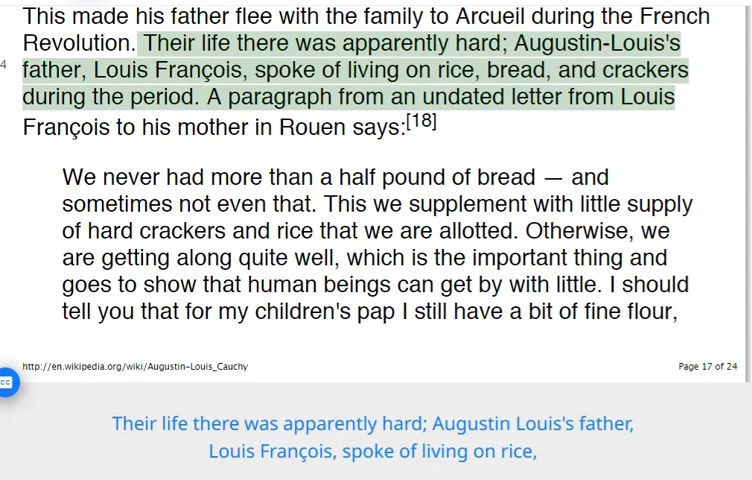 This made his father flee with the family to Arcueil during the French
Revolution. Their life there was apparently hard; Augustin-Louis's
4
father, Louis François, spoke of living on rice, bread, and crackers
during the period. A paragraph from an undated letter from Louis
François to his mother in Rouen says:[18]
We never had more than a half pound of bread — and
sometimes not even that. This we supplement with little supply
of hard crackers and rice that we are allotted. Otherwise, we
are getting along quite well, which is the important thing and
goes to show that human beings can get by with little. I should
tell you that for my children's pap I still have a bit of fine flour,
http://en.wikipedia.org/wiki/Augustin-Louis_Cauchy
Page 17 of 24
cc
Their life there was apparently hard; Augustin Louis's father,
Louis François, spoke of living on rice,